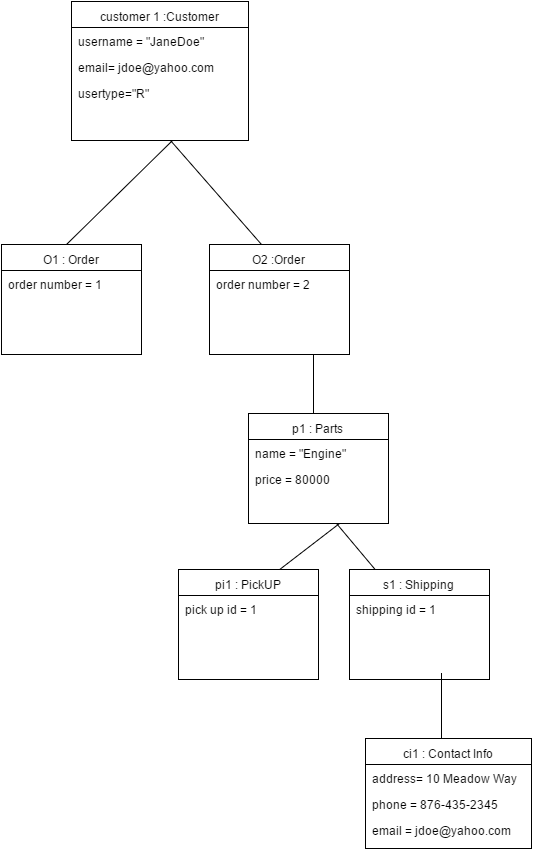 customer 1 :Customer
username = "JaneDoe"
email= jdoe@yahoo.com
usertype="R"
O1 : Order
order number = 1
O2 :Order
order number = 2
p1 : Parts
name = "Engine"
price = 80000
pi1 : PickUP
pick up id = 1
s1 : Shipping
shipping id = 1
ci1 : Contact Info
address= 10 Meadow Way
phone = 876-435-2345
email = jdoe@yahoo.com